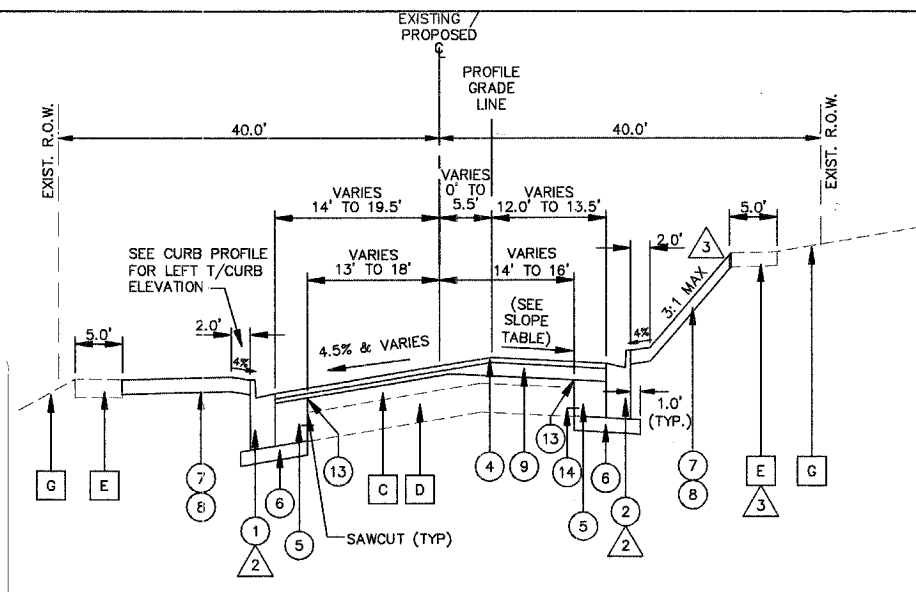 EXISTING /
PROPOSED
℄
PROFILE
GRADE
LINE
EXIST. R.O.W.
EXIST. R.O.W.
40.0'
40.0'
VARIES
14' TO 19.5'
VARIES
0' TO
5.5'
VARIES
12.0' TO 13.5'
5.0'
2.0'
3
SEE CURB PROFILE
FOR LEFT T/CURB
ELEVATION
VARIES
13' TO 18'
VARIES
14' TO 16'
(SEE
SLOPE
TABLE)
3:1 MAX
5.0'
2.0'
4%
4.5% & VARIES
4%
1.0'
(TYP.)
G
E
7
8
1
2
6
5
13
SAWCUT (TYP)
C
D
4
9
13
14
5
6
2
2
7
8
E
3
G